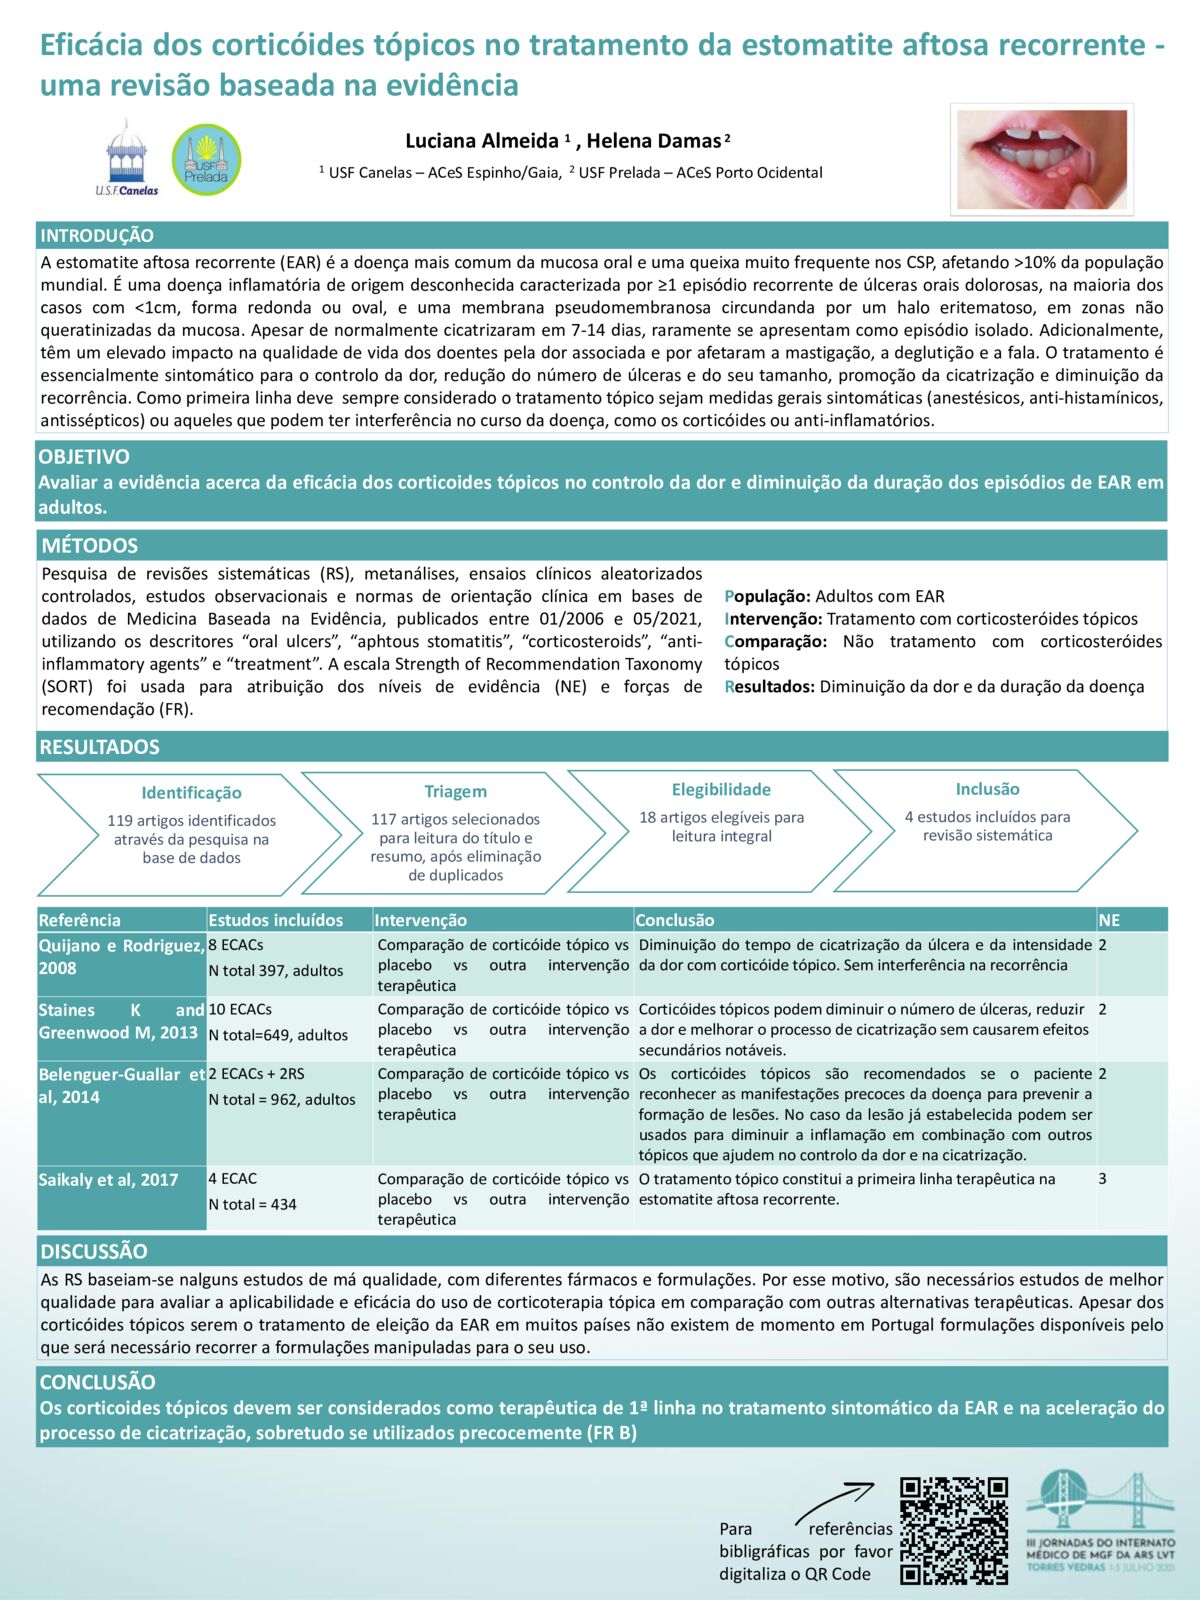 Eficácia dos corticóides tópicos no tratamento da estomatite aftosa recorrente -
uma revisão baseada na evidência
U.S.F.Canelas
USF
Prelada
Luciana Almeida ¹ , Helena Damas ²
¹ USF Canelas – ACeS Espinho/Gaia, ² USF Prelada – ACeS Porto Ocidental
INTRODUÇÃO
A estomatite aftosa recorrente (EAR) é a doença mais comum da mucosa oral e uma queixa muito frequente nos CSP, afetando >10% da população
mundial. É uma doença inflamatória de origem desconhecida caracterizada por ≥1 episódio recorrente de úlceras orais dolorosas, na maioria dos
casos com <1cm, forma redonda ou oval, e uma membrana pseudomembranosa circundando por um halo eritematoso, em zonas não
queratinizadas da mucosa. Apesar de normalmente cicatrizaram em 7-14 dias, raramente se apresentam como episódio isolado. Adicionalmente,
têm um elevado impacto na qualidade de vida dos doentes pela dor associada e por afetaram a mastigação, a deglutição e a fala. O tratamento é
essencialmente sintomático para o controlo da dor, redução do número de úlceras e do seu tamanho, promoção da cicatrização e diminuição da
recorrência. Como primeira linha deve sempre considerado o tratamento tópico sejam medidas gerais sintomáticas (anestésicos, anti-histamínicos,
antissépticos) ou aqueles que podem ter interferência no curso da doença, como os corticóides ou anti-inflamatórios.
OBJETIVO
Avaliar a evidência acerca da eficácia dos corticoides tópicos no controlo da dor e diminuição da duração dos episódios de EAR em
adultos.
MÉTODOS
Pesquisa de revisões sistemáticas (RS), metanálises, ensaios clínicos aleatorizados
controlados, estudos observacionais e normas de orientação clínica em bases de
dados de Medicina Baseada na Evidência, publicados entre 01/2006 e 05/2021,
utilizando os descritores “oral ulcers”, “aphtous stomatitis”, “corticosteroids”, “anti-
inflammatory agents” e “treatment”. A escala Strength of Recommendation Taxonomy
(SORT) foi usada para atribuição dos níveis de evidência (NE) e forças de
recomendação (FR).
População: Adultos com EAR
Intervenção: Tratamento com corticosteróides tópicos
Comparação: Não tratamento com corticosteróides
tópicos
Resultados: Diminuição da dor e da duração da doença
RESULTADOS
Identificação
119 artigos identificados
através da pesquisa na
base de dados
Triagem
117 artigos selecionados
para leitura do título e
resumo, após eliminação
de duplicados
Elegibilidade
18 artigos elegíveis para
leitura integral
Inclusão
4 estudos incluídos para
revisão sistemática
Referência Estudos incluídos Intervenção Conclusão NE
Quijano e Rodriguez,
2008
8 ECACs
N total 397, adultos
Comparação de corticóide tópico vs
placebo vs outra intervenção
terapêutica
Diminuição do tempo de cicatrização da úlcera e da intensidade
da dor com corticóide tópico. Sem interferência na recorrência
2
Staines K and
Greenwood M, 2013
10 ECACs
N total=649, adultos
Comparação de corticóide tópico vs
placebo vs outra intervenção
terapêutica
Corticóides tópicos podem diminuir o número de úlceras, reduzir
a dor e melhorar o processo de cicatrização sem causarem efeitos
secundários notáveis.
2
Belenguer-Guallar et
al, 2014
2 ECACs + 2RS
N total = 962, adultos
Comparação de corticóide tópico vs
placebo vs outra intervenção
terapêutica
Os corticóides tópicos são recomendados se o paciente
reconhecer as manifestações precoces da doença para prevenir a
formação de lesões. No caso da lesão já estabelecida podem ser
usados para diminuir a inflamação em combinação com outros
tópicos que ajudem no controlo da dor e na cicatrização.
2
Saikaly et al, 2017
4 ECAC
N total = 434
Comparação de corticóide tópico vs
placebo vs outra intervenção
terapêutica
O tratamento tópico constitui a primeira linha terapêutica na
estomatite aftosa recorrente.
3
DISCUSSÃO
As RS baseiam-se nalguns estudos de má qualidade, com diferentes fármacos e formulações. Por esse motivo, são necessários estudos de melhor
qualidade para avaliar a aplicabilidade e eficácia do uso de corticoterapia tópica em comparação com outras alternativas terapêuticas. Apesar dos
corticóides tópicos serem o tratamento de eleição da EAR em muitos países não existem de momento em Portugal formulações disponíveis pelo
que será necessário recorrer a formulações manipuladas para o seu uso.
CONCLUSÃO
Os corticoides tópicos devem ser considerados como terapêutica de 1ª linha no tratamento sintomático da EAR e na aceleração do
processo de cicatrização, sobretudo se utilizados precocemente (FR B)
Para referências
bibligráficas por favor
digitaliza o QR Code
III JORNADAS DO INTERNATO
MÉDICO DE MGF DA ARS LVT
TORRES VEDRAS 1-3 JULHO 2021